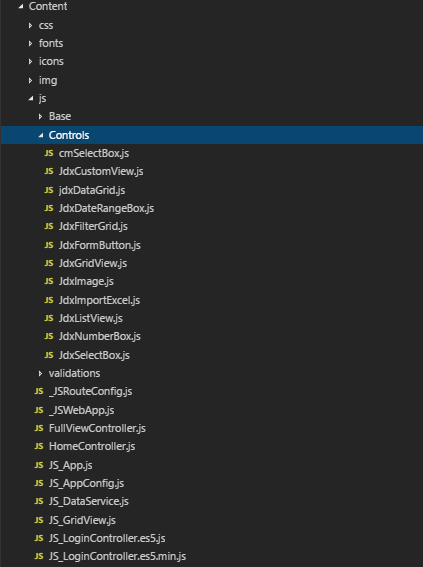 Content
css
fonts
icons
img
js
Base
Controls
JS cmSelectBox.js
JS JdxCustomView.js
JS jdxDataGrid.js
JS JdxDateRangeBox.js
JS JdxFilterGrid.js
JS JdxFormButton.js
JS JdxGridView.js
JS JdxImage.js
JS JdxImportExcel.js
JS JdxListView.js
JS JdxNumberBox.js
JS JdxSelectBox.js
validations
JS _JSRouteConfig.js
JS _JSWebApp.js
JS FullViewController.js
JS HomeController.js
JS JS_App.js
JS JS_AppConfig.js
JS JS_DataService.js
JS JS_GridView.js
JS JS_LoginController.es5.js
JS JS_LoginController.es5.min.js